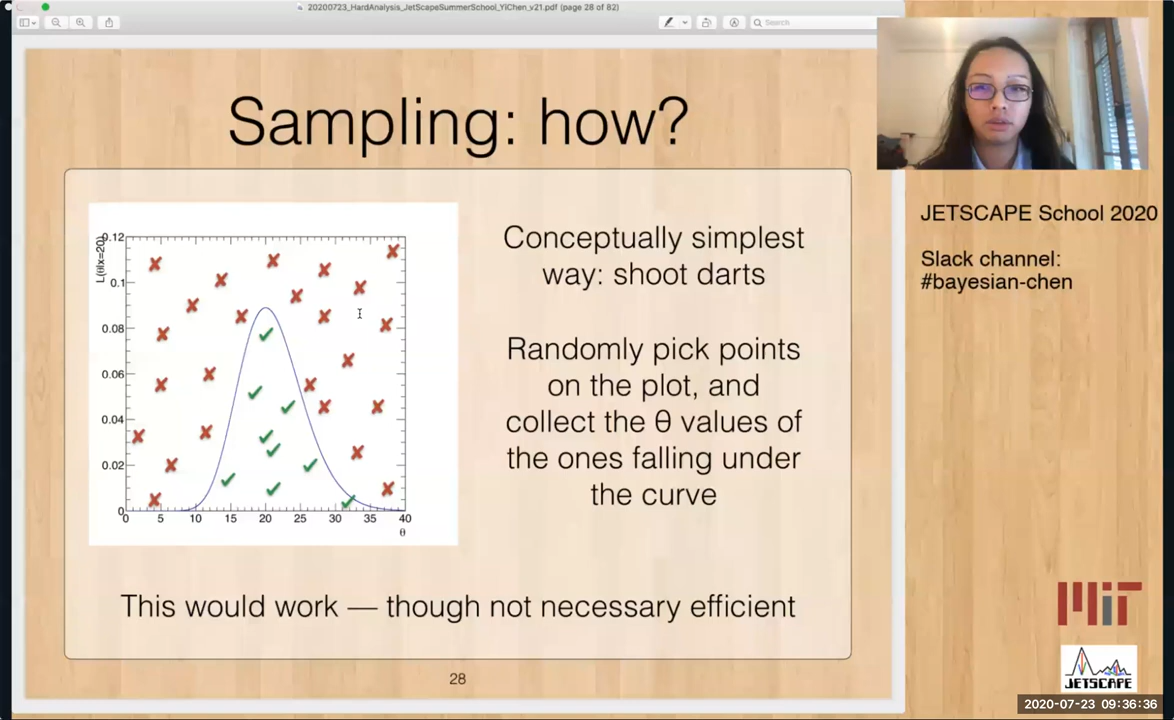 20200723_HardAnalysis_JetScapeSummerSchool_YiChen_v21.pdf (page 28 of 82)
Search
Sampling: how?
L(θ|x=20)
0.12
0.1
0.08
0.06
0.04
0.02
0
0 5 10 15 20 25 30 35 40
θ
Conceptually simplest
way: shoot darts
Randomly pick points
on the plot, and
collect the θ values of
the ones falling under
the curve
This would work — though not necessary efficient
28
JETSCAPE School 2020
Slack channel:
#bayesian-chen
MIT
JETSCAPE
2020-07-23 09:36:36